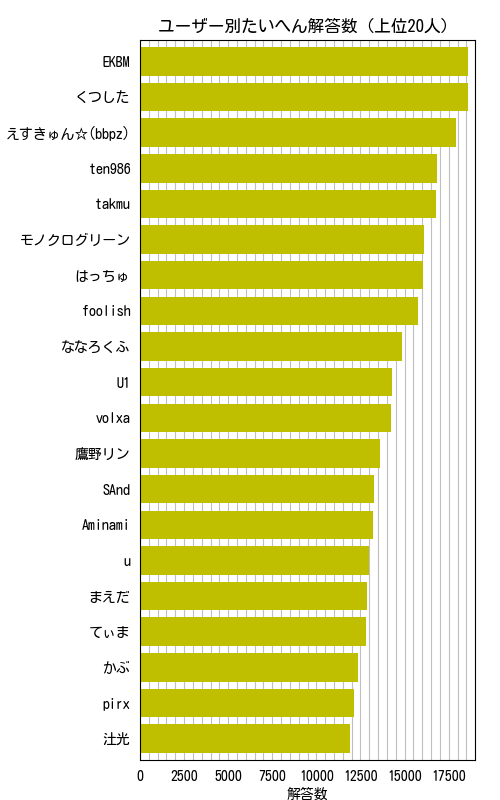 ユーザー別たいへん解答数 (上位20人)
EKBM
くつした
えすきゅん☆(bbpz)
ten986
takmu
モノクログリーン
はっちゅ
foolish
ななろくふ
U1
volxa
鷹野リン
SAnd
Aminami
u
まえだ
てぃま
かぶ
pirx
注光
0 2500 5000 7500 10000 12500 15000 17500
解答数